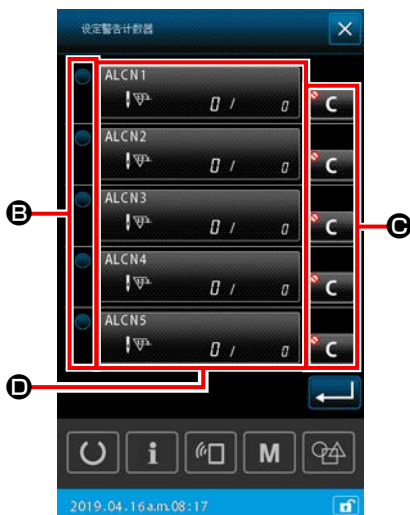 设定警告计数器
ALCN1
0 / 0
C
ALCN2
0 / 0
C
ALCN3
0 / 0
C
ALCN4
0 / 0
C
ALCN5
0 / 0
C
B
C
D
i
M
2019.04.16 a.m.08:17